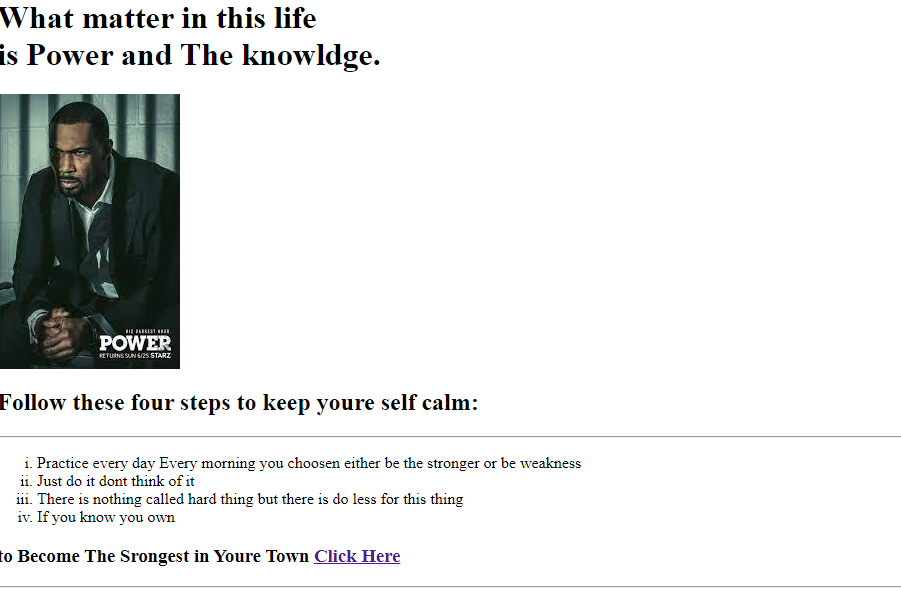 What matter in this life
is Power and The knowldge.
HIS DARKEST HOUR.
POWER
RETURNS SUN 6/25 STARZ
Follow these four steps to keep youre self calm:
i. Practice every day Every morning you choosen either be the stronger or be weakness
ii. Just do it dont think of it
iii. There is nothing called hard thing but there is do less for this thing
iv. If you know you own
to Become The Srongest in Youre Town Click Here